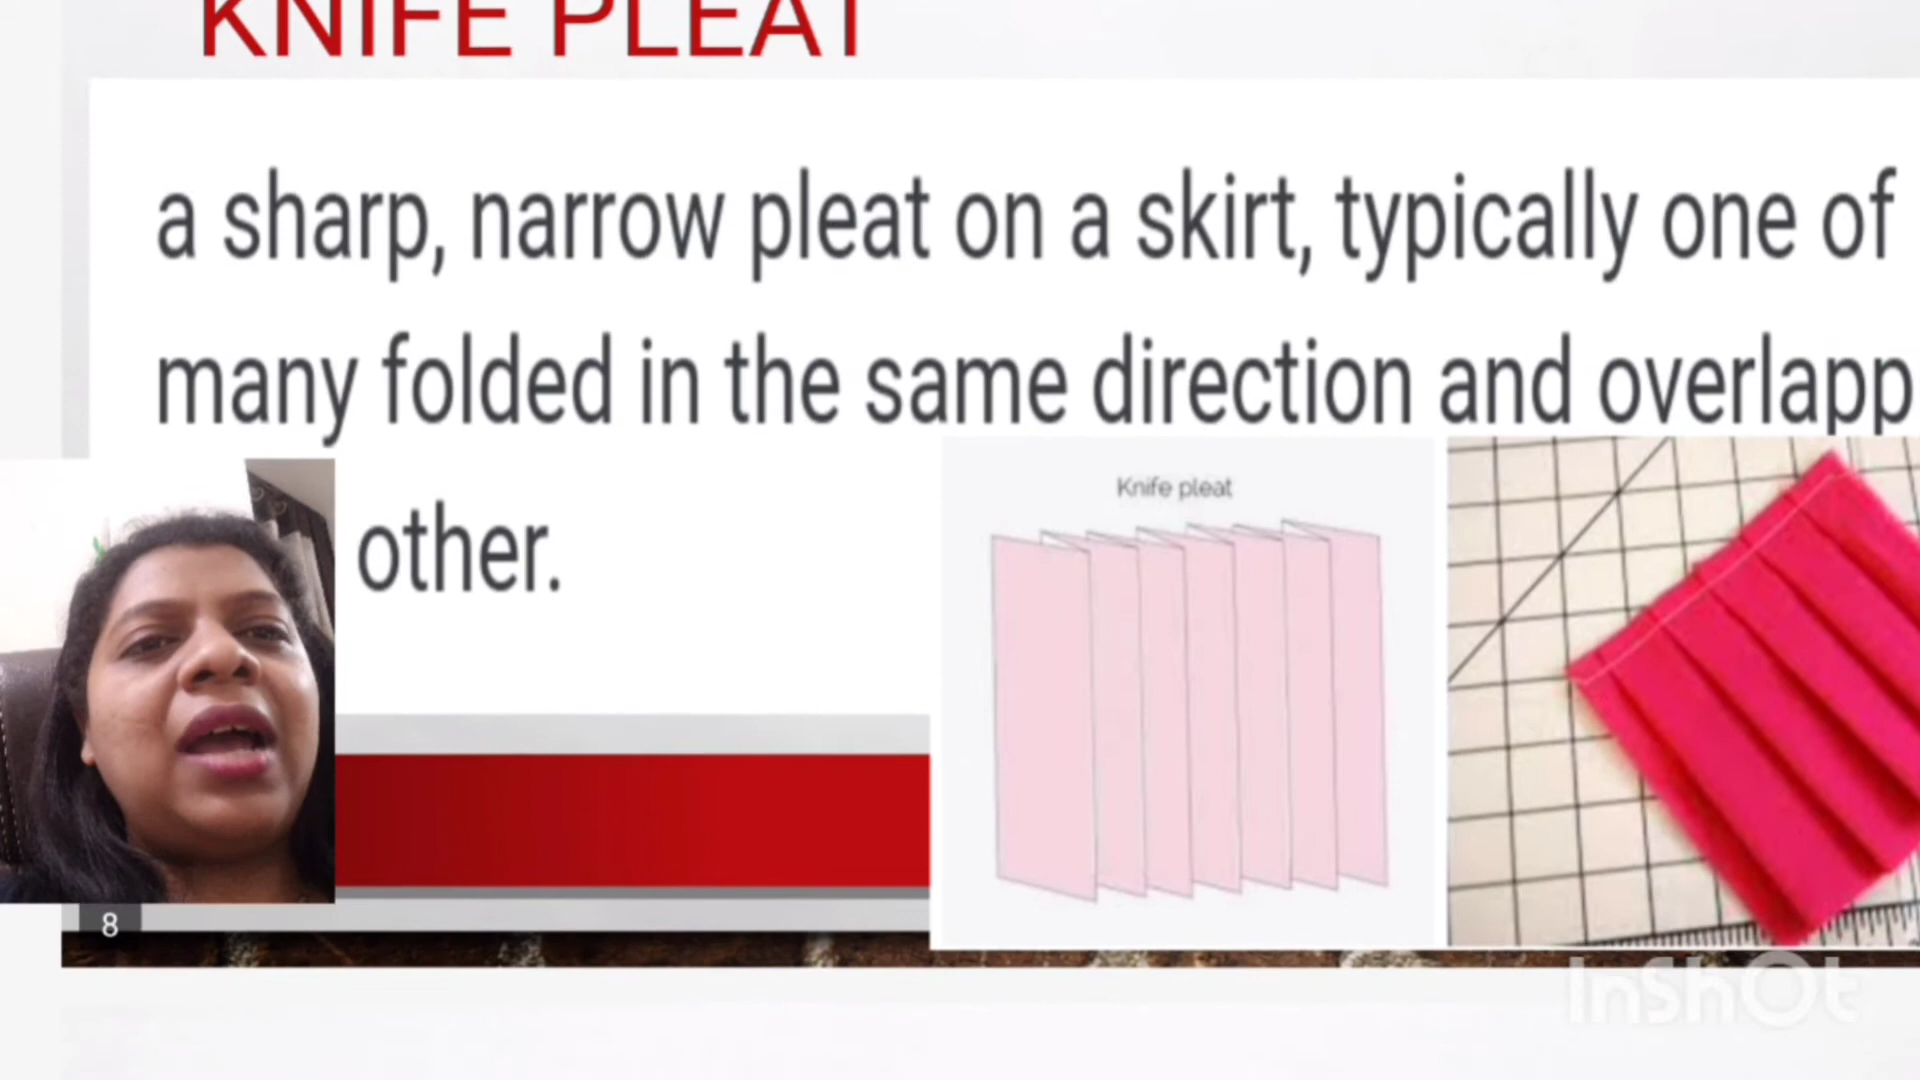 KNIFE PLEAT
a sharp, narrow pleat on a skirt, typically one of
many folded in the same direction and overlapp
other.
Knife pleat
8
InShOt